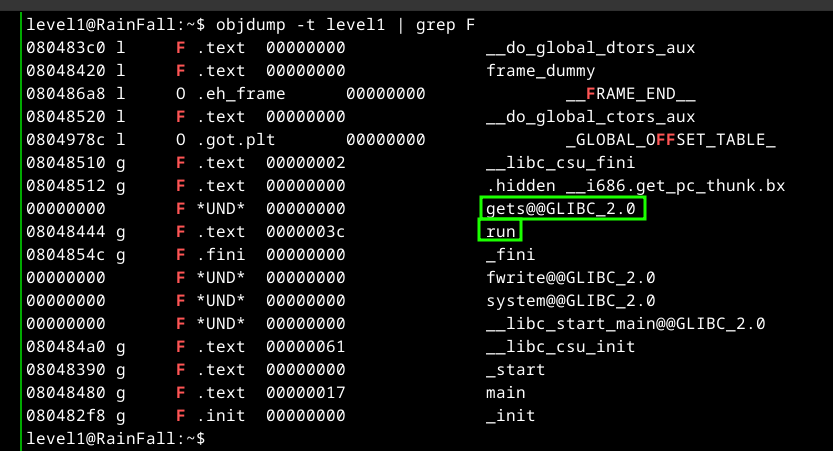 level1@RainFall:~$ objdump -t level1 | grep F
080483c0 l     F .text  00000000              __do_global_dtors_aux
08048420 l     F .text  00000000              frame_dummy
080486a8 l     O .eh_frame      00000000              __FRAME_END__
08048520 l     F .text  00000000              __do_global_ctors_aux
0804978c l     O .got.plt       00000000              _GLOBAL_OFFSET_TABLE_
08048510 g     F .text  00000002              __libc_csu_fini
08048512 g     F .text  00000000              .hidden __i686.get_pc_thunk.bx
00000000       F *UND*  00000000              gets@@GLIBC_2.0
08048444 g     F .text  0000003c              run
0804854c g     F .fini  00000000              _fini
00000000       F *UND*  00000000              fwrite@@GLIBC_2.0
00000000       F *UND*  00000000              system@@GLIBC_2.0
00000000       F *UND*  00000000              __libc_start_main@@GLIBC_2.0
080484a0 g     F .text  00000061              __libc_csu_init
08048390 g     F .text  00000000              _start
08048480 g     F .text  00000017              main
080482f8 g     F .init  00000000              _init
level1@RainFall:~$